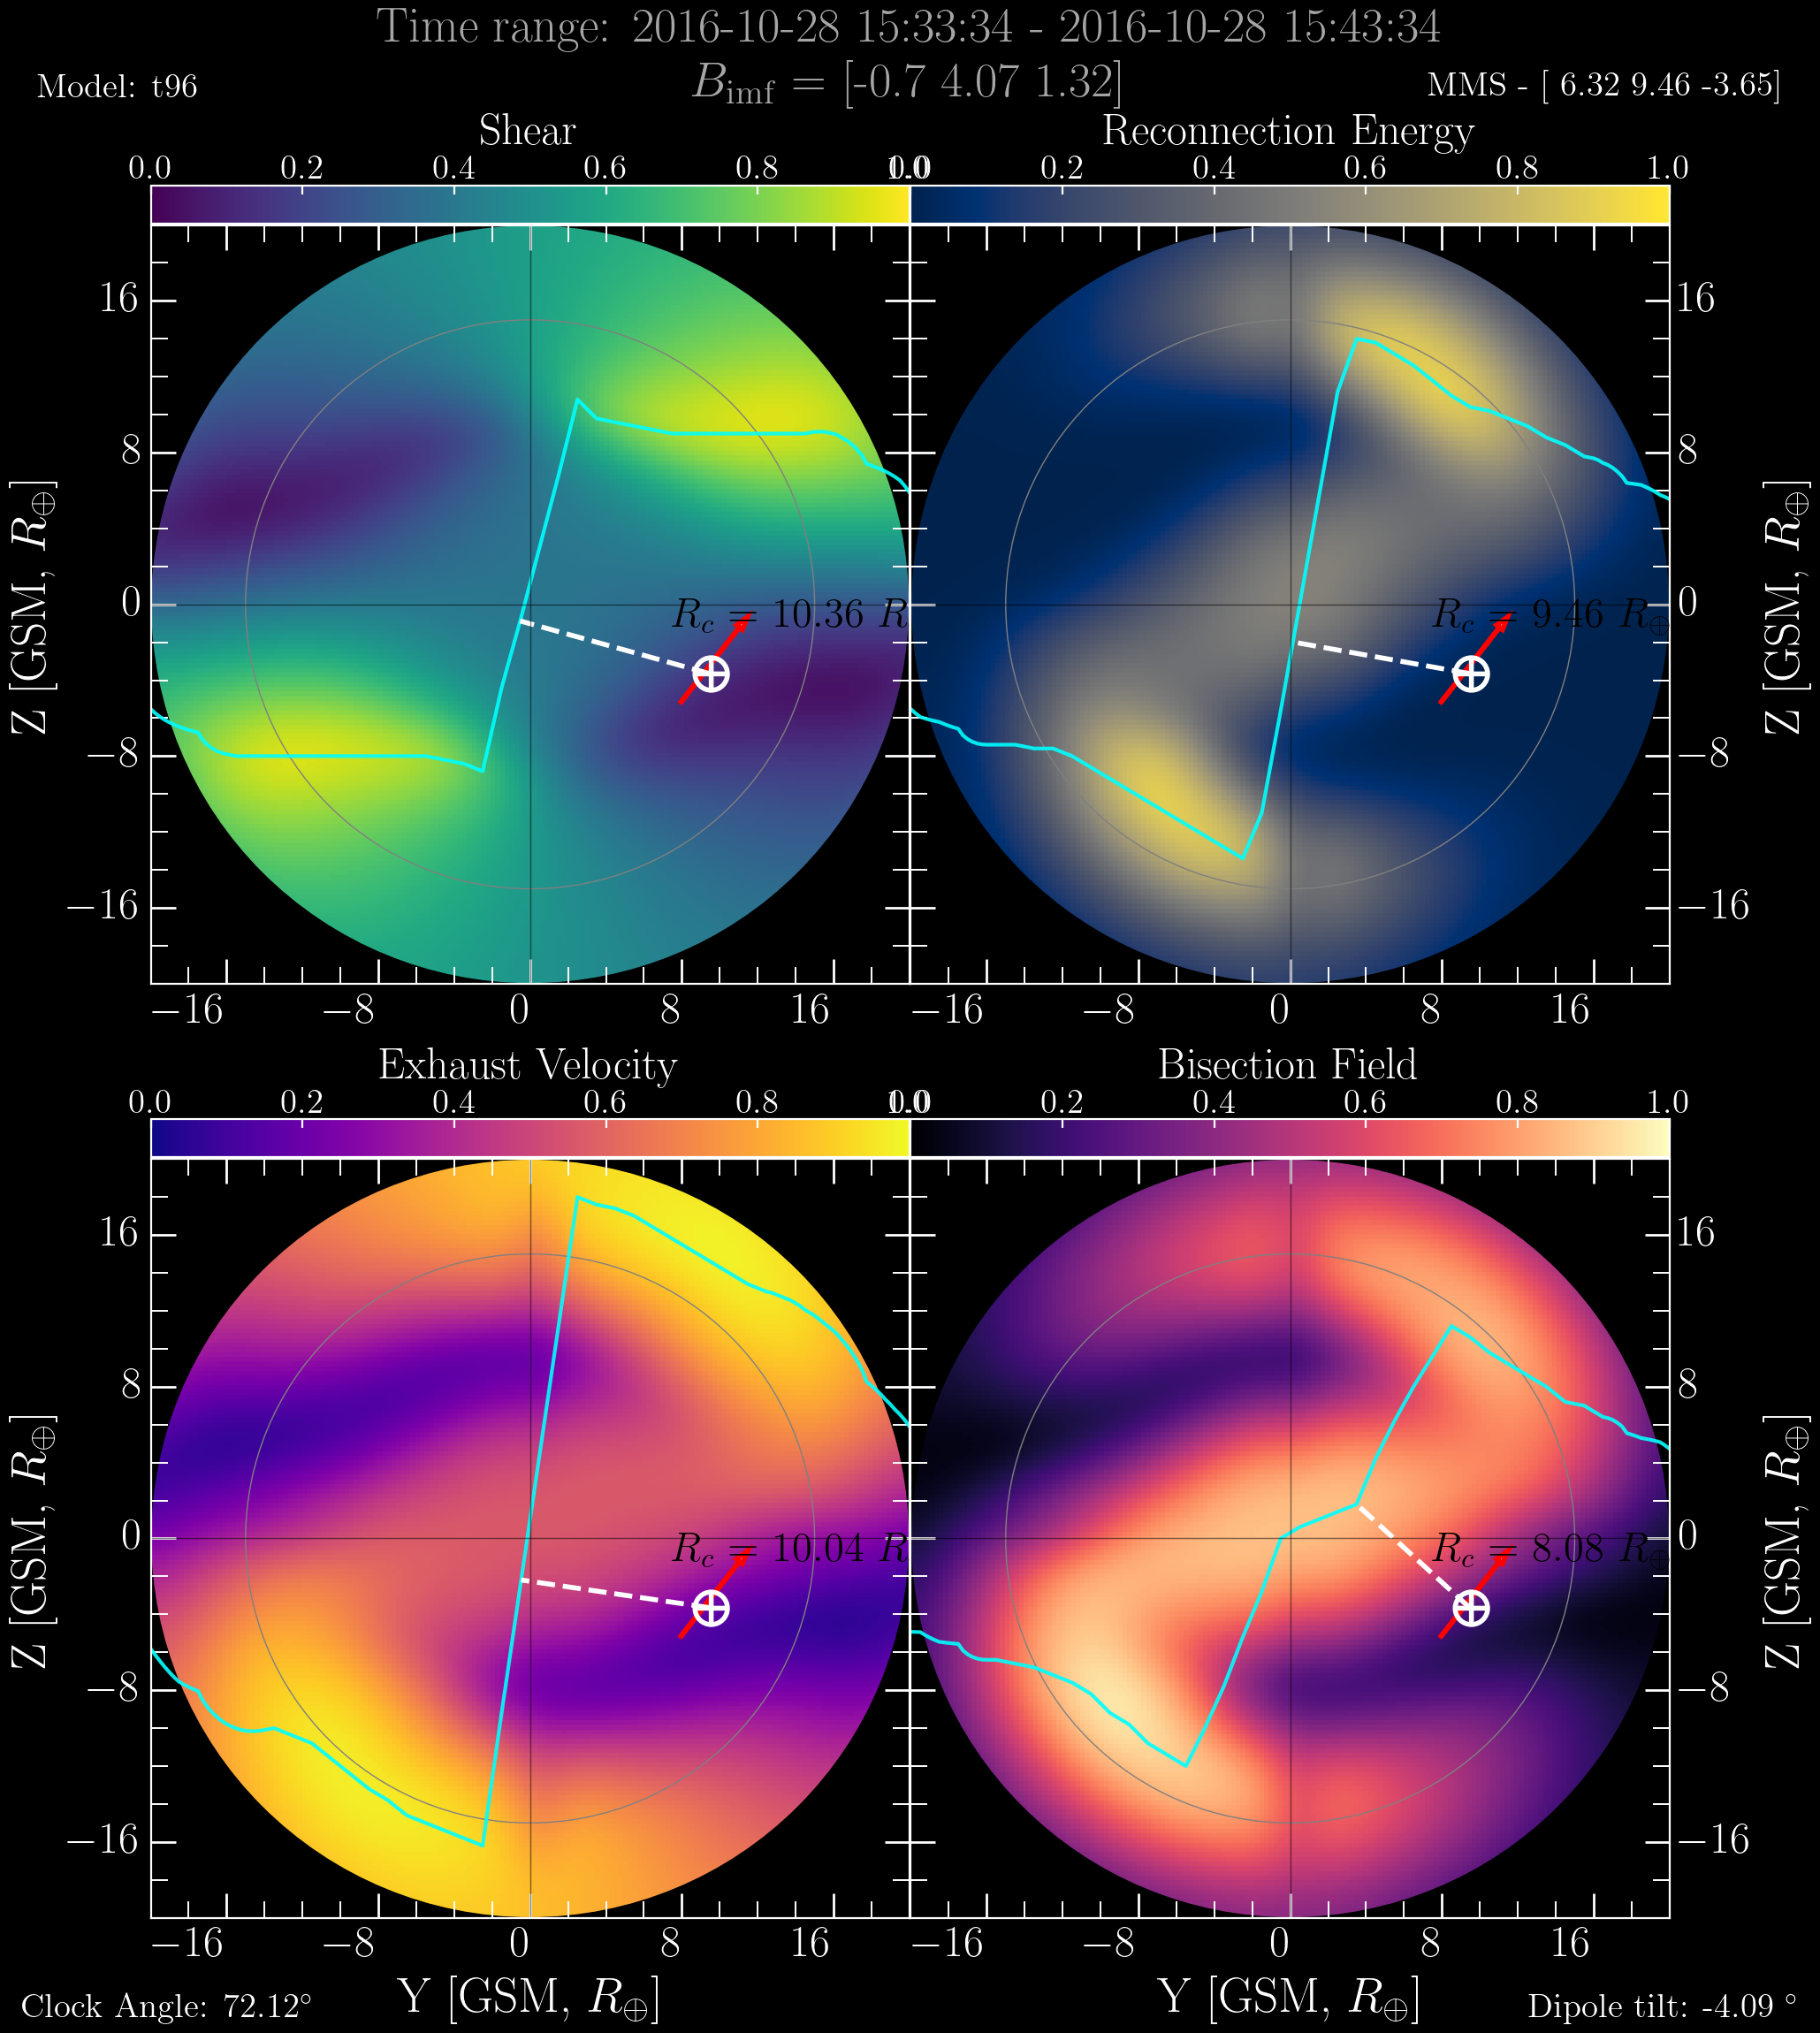 Time range: 2016-10-28 15:33:34 - 2016-10-28 15:43:34
Model: t96
B_imf = [-0.7 4.07 1.32]
MMS - [ 6.32 9.46 -3.65]
Shear
Reconnection Energy
0.0 0.2 0.4 0.6 0.8 1.0
0.2 0.4 0.6 0.8 1.0
16
8
0
−8
−16
Z [GSM, R⊕]
R_c = 10.36 R
R_c = 9.46 R⊕
16
8
0
−8
−16
Z [GSM, R⊕]
−16 −8 0 8 16
−16 −8 0 8 16
Exhaust Velocity
Bisection Field
0.0 0.2 0.4 0.6 0.8 1.0
0.2 0.4 0.6 0.8 1.0
16
8
0
−8
−16
Z [GSM, R⊕]
R_c = 10.04 R
R_c = 8.08 R⊕
16
8
0
−8
−16
Z [GSM, R⊕]
−16 −8 0 8 16
−16 −8 0 8 16
Y [GSM, R⊕]
Y [GSM, R⊕]
Clock Angle: 72.12°
Dipole tilt: -4.09 °